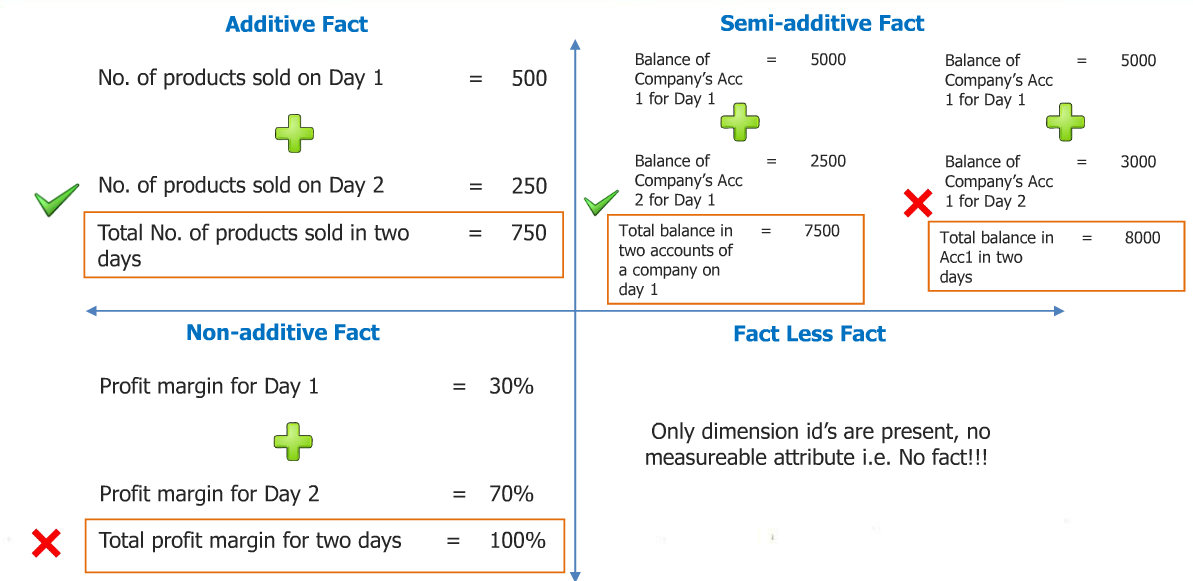 Additive Fact
No. of products sold on Day 1 = 500
No. of products sold on Day 2 = 250
Total No. of products sold in two = 750
days
Semi-additive Fact
Balance of = 5000
Company's Acc
1 for Day 1
Balance of = 2500
Company's Acc
2 for Day 1
Total balance in = 7500
two accounts of
a company on
day 1
Balance of = 5000
Company's Acc
1 for Day 1
Balance of = 3000
Company's Acc
1 for Day 2
Total balance in = 8000
Acc1 in two
days
Non-additive Fact
Profit margin for Day 1 = 30%
Profit margin for Day 2 = 70%
Total profit margin for two days = 100%
Fact Less Fact
Only dimension id's are present, no
measureable attribute i.e. No fact!!!